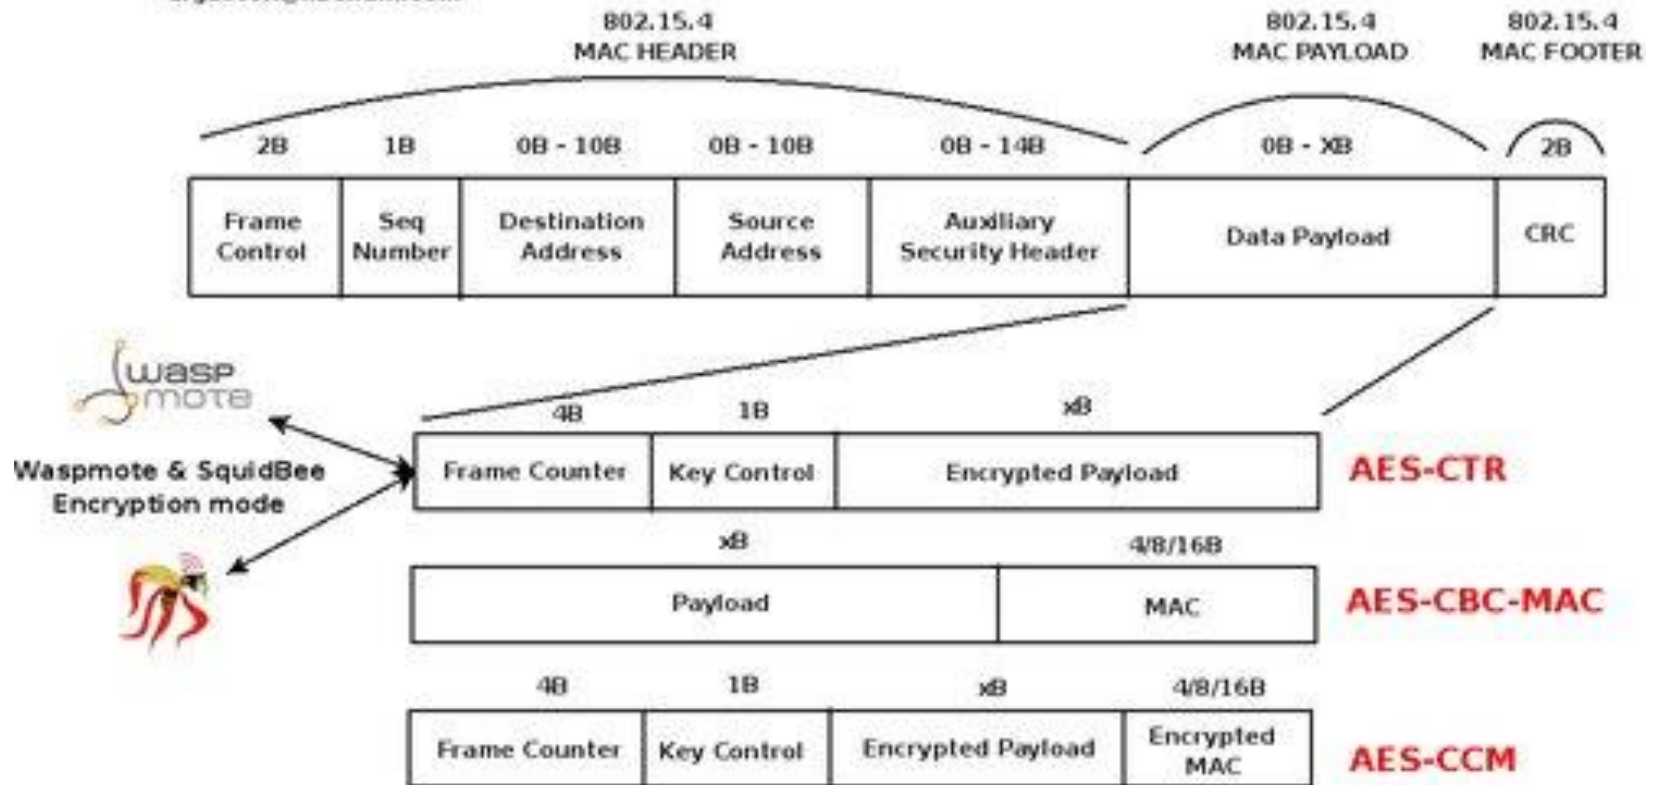 802.15.4
MAC HEADER
802.15.4
MAC PAYLOAD
802.15.4
MAC FOOTER
2B 1B 0B - 10B 0B - 10B 0B - 14B 0B - XB 2B
Frame
Control
Seq
Number
Destination
Address
Source
Address
Auxiliary
Security Header
Data Payload
CRC
wasp
mote
Waspmote & SquidBee
Encryption mode
4B 1B xB
Frame Counter Key Control Encrypted Payload AES-CTR
xB 4/8/16B
Payload MAC AES-CBC-MAC
4B 1B xB 4/8/16B
Frame Counter Key Control Encrypted Payload
Encrypted
MAC
AES-CCM